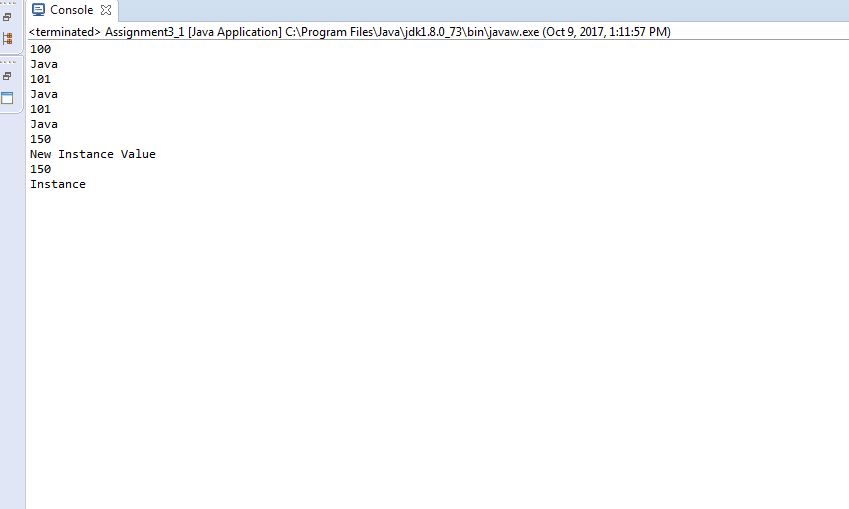 Console
<terminated> Assignment3_1 [Java Application] C:\Program Files\Java\jdk1.8.0_73\bin\javaw.exe (Oct 9, 2017, 1:11:57 PM)
100
Java
101
Java
101
Java
150
New Instance Value
150
Instance